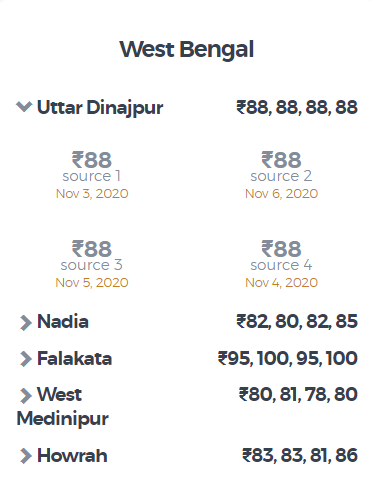 West Bengal
Uttar Dinajpur ₹88, 88, 88, 88
₹88 ₹88
source 1 source 2
Nov 3, 2020 Nov 6, 2020
₹88 ₹88
source 3 source 4
Nov 5, 2020 Nov 4, 2020
Nadia ₹82, 80, 82, 85
Falakata ₹95, 100, 95, 100
West ₹80, 81, 78, 80
Medinipur
Howrah ₹83, 83, 81, 86